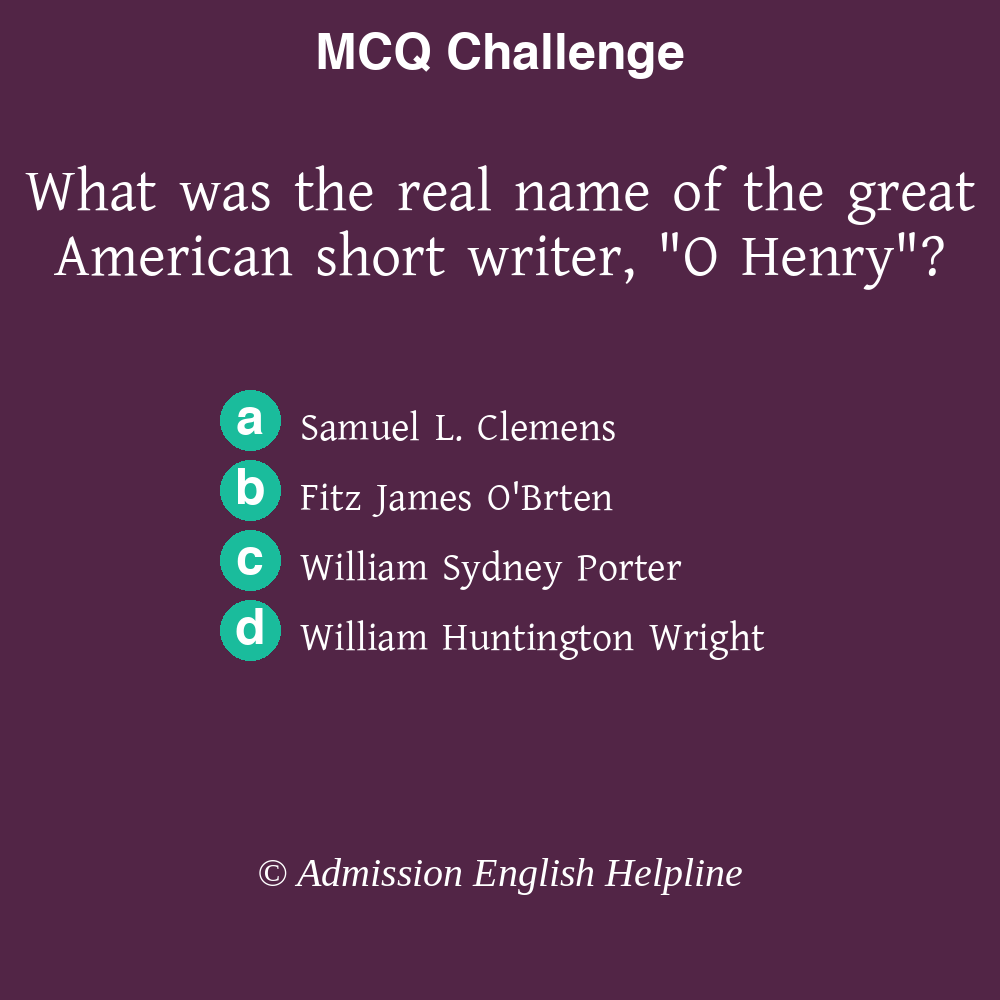 MCQ Challenge
What was the real name of the great
American short writer, "O Henry"?
a Samuel L. Clemens
b Fitz James O'Brten
c William Sydney Porter
d William Huntington Wright
© Admission English Helpline